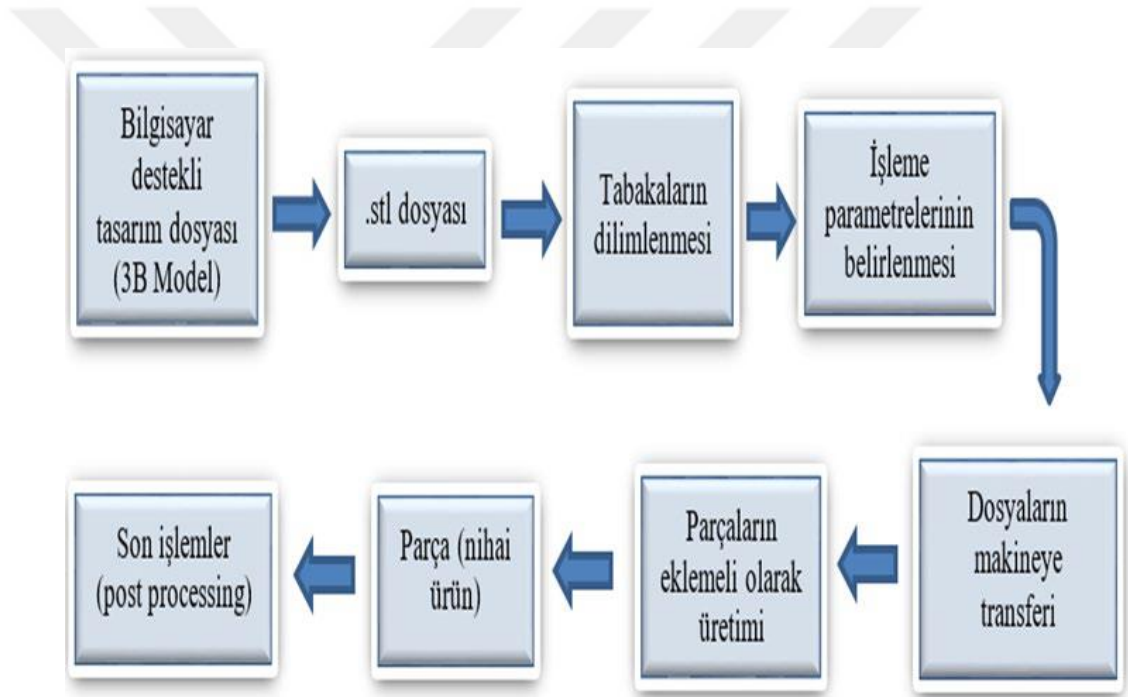 Bilgisayar
destekli
tasarım dosyası
(3B Model)
.stl dosyası
Tabakaların
dilimlenmesi
İşleme
parametrelerinin
belirlenmesi
Dosyaların
makineye
transferi
Parçaların
eklemeli olarak
üretimi
Parça (nihai
ürün)
Son işlemler
(post processing)